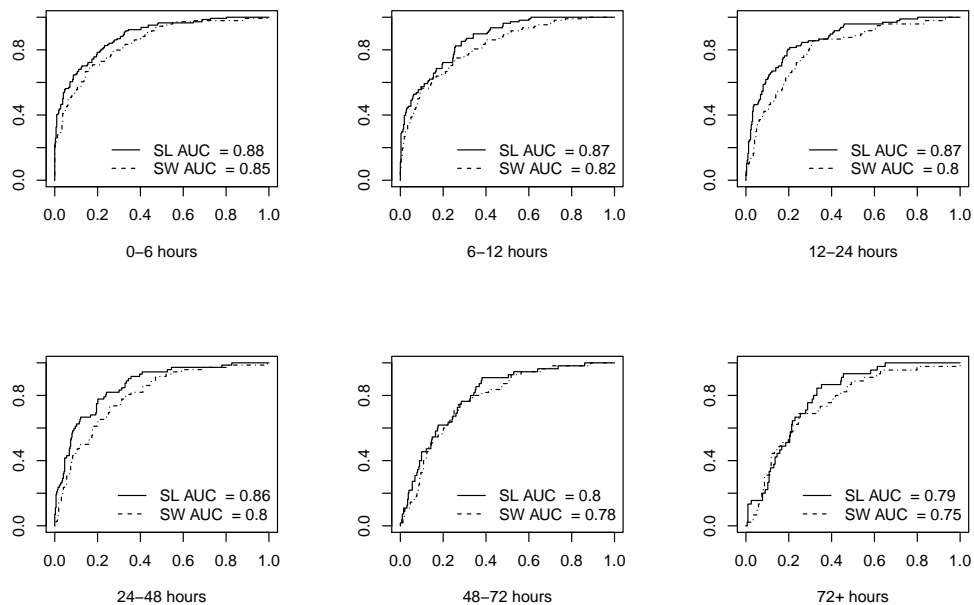 0.0 0.4 0.8
SL AUC = 0.88
SW AUC = 0.85
0.0 0.2 0.4 0.6 0.8 1.0
0–6 hours
0.0 0.4 0.8
SL AUC = 0.87
SW AUC = 0.82
0.0 0.2 0.4 0.6 0.8 1.0
6–12 hours
0.0 0.4 0.8
SL AUC = 0.87
SW AUC = 0.8
0.0 0.2 0.4 0.6 0.8 1.0
12–24 hours
0.0 0.4 0.8
SL AUC = 0.86
SW AUC = 0.8
0.0 0.2 0.4 0.6 0.8 1.0
24–48 hours
0.0 0.4 0.8
SL AUC = 0.8
SW AUC = 0.78
0.0 0.2 0.4 0.6 0.8 1.0
48–72 hours
0.0 0.4 0.8
SL AUC = 0.79
SW AUC = 0.75
0.0 0.2 0.4 0.6 0.8 1.0
72+ hours